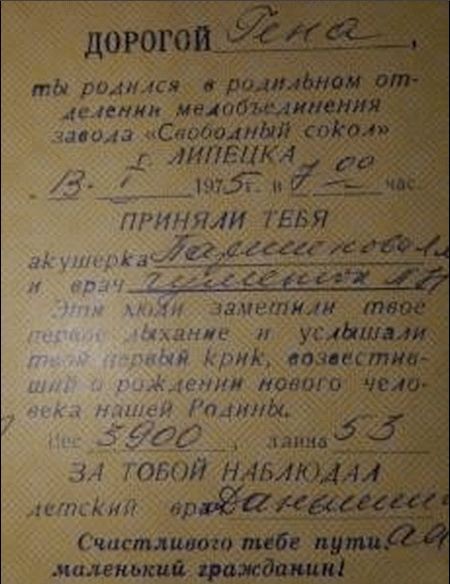 ДОРОГОЙ Гена,
ты родился в родильном от-
делении медобъединения
завода «Свободный сокол»
г. ЛИПЕЦКА
13. I 1975г. в 7 00 час.
ПРИНЯЛИ ТЕБЯ
акушерка
и врач
Эти люди заметили твое
первое дыхание и услышали
твой первый крик, возвестив-
ший о рождении нового чело-
века нашей Родины.
Вес 3900, длина 53
ЗА ТОБОЙ НАБЛЮДАЛ
детский врач
Счастливого тебе пути,
маленький гражданин!